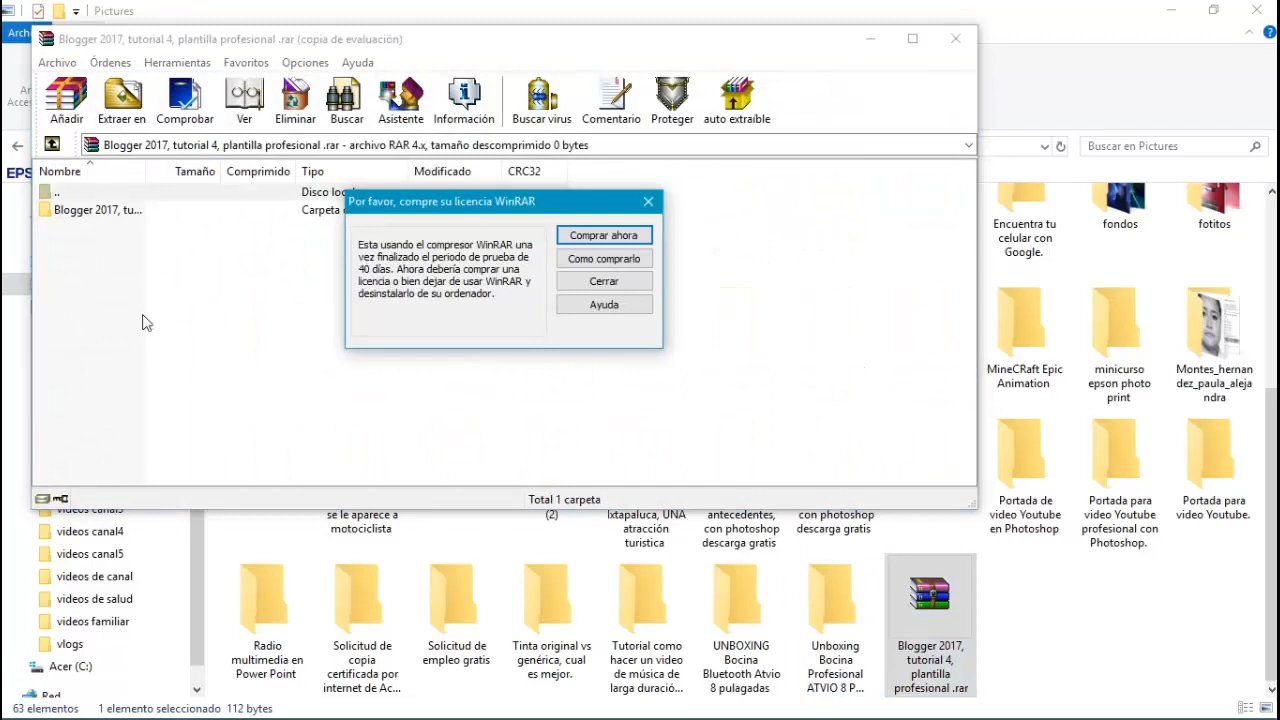 Pictures
Archi
Blogger 2017, tutorial 4, plantilla profesional .rar (copia de evaluación)
Archivo Órdenes Herramientas Favoritos Opciones Ayuda
Añadir Extraer en Comprobar Ver Eliminar Buscar Asistente Información Buscar virus Comentario Proteger auto extraíble
Blogger 2017, tutorial 4, plantilla profesional .rar - archivo RAR 4.x, tamaño descomprimido 0 bytes
Buscar en Pictures
Nombre Tamaño Comprimido Tipo Modificado CRC32
.. Disco
Blogger 2017, tu... Carpeta
Por favor, compre su licencia WinRAR
Esta usando el compresor WinRAR una
vez finalizado el periodo de prueba de
40 días. Ahora debería comprar una
licencia o bien dejar de usar WinRAR y
desinstalarlo de su ordenador.
Comprar ahora
Como comprarlo
Cerrar
Ayuda
Total 1 carpeta
EPS
Encuentra tu
celular con
Google.
fondos
fotitos
MineCRaft Epic
Animation
minicurso
epson photo
print
Montes_hernan
dez_paula_aleja
ndra
Portada de
video Youtube
en Photoshop
Portada para
video Youtube
profesional con
Photoshop.
Portada para
video Youtube.
videos canal4
videos canal5
videos de canal
videos de salud
videos familiar
vlogs
Acer (C:)
Red
se le aparece a
motociclista
(2)
Ixtapaluca, UNA
atracción
turistica
antecedentes,
con photoshop
descarga gratis
con photoshop
descarga gratis
Radio
multimedia en
Power Point
Solicitud de
copia
certificada por
internet de Ac...
Solicitud de
empleo gratis
Tinta original vs
genérica, cual
es mejor.
Tutorial como
hacer un video
de música de
larga duració...
UNBOXING
Bocina
Bluetooth Atvio
8 pulagadas
Unboxing
Bocina
Profesional
ATVIO 8 P...
Blogger 2017,
tutorial 4,
plantilla
profesional .rar
63 elementos 1 elemento seleccionado 112 bytes